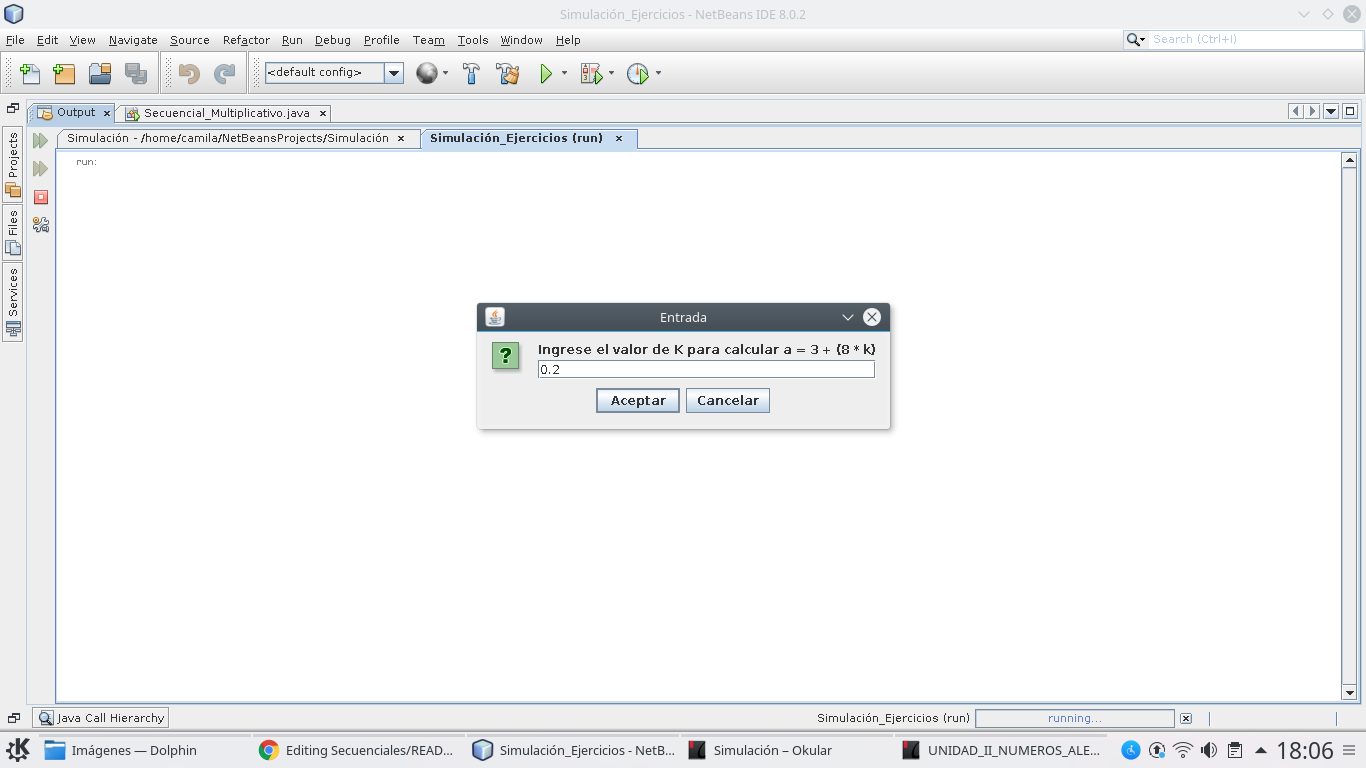 Simulación_Ejercicios - NetBeans IDE 8.0.2
File Edit View Navigate Source Refactor Run Debug Profile Team Tools Window Help
Search (Ctrl+I)
<default config>
Output
Secuencial_Multiplicativo.java
Simulación - /home/camila/NetBeansProjects/Simulación
Simulación_Ejercicios (run)
Projects
Files
Services
run:
Entrada
Ingrese el valor de K para calcular a = 3 + {8 * k}
0.2
Aceptar Cancelar
Java Call Hierarchy
Simulación_Ejercicios (run)
running...
Imágenes — Dolphin
Editing Secuenciales/READ...
Simulación_Ejercicios - NetB...
Simulación – Okular
UNIDAD_II_NUMEROS_ALE...
18:06